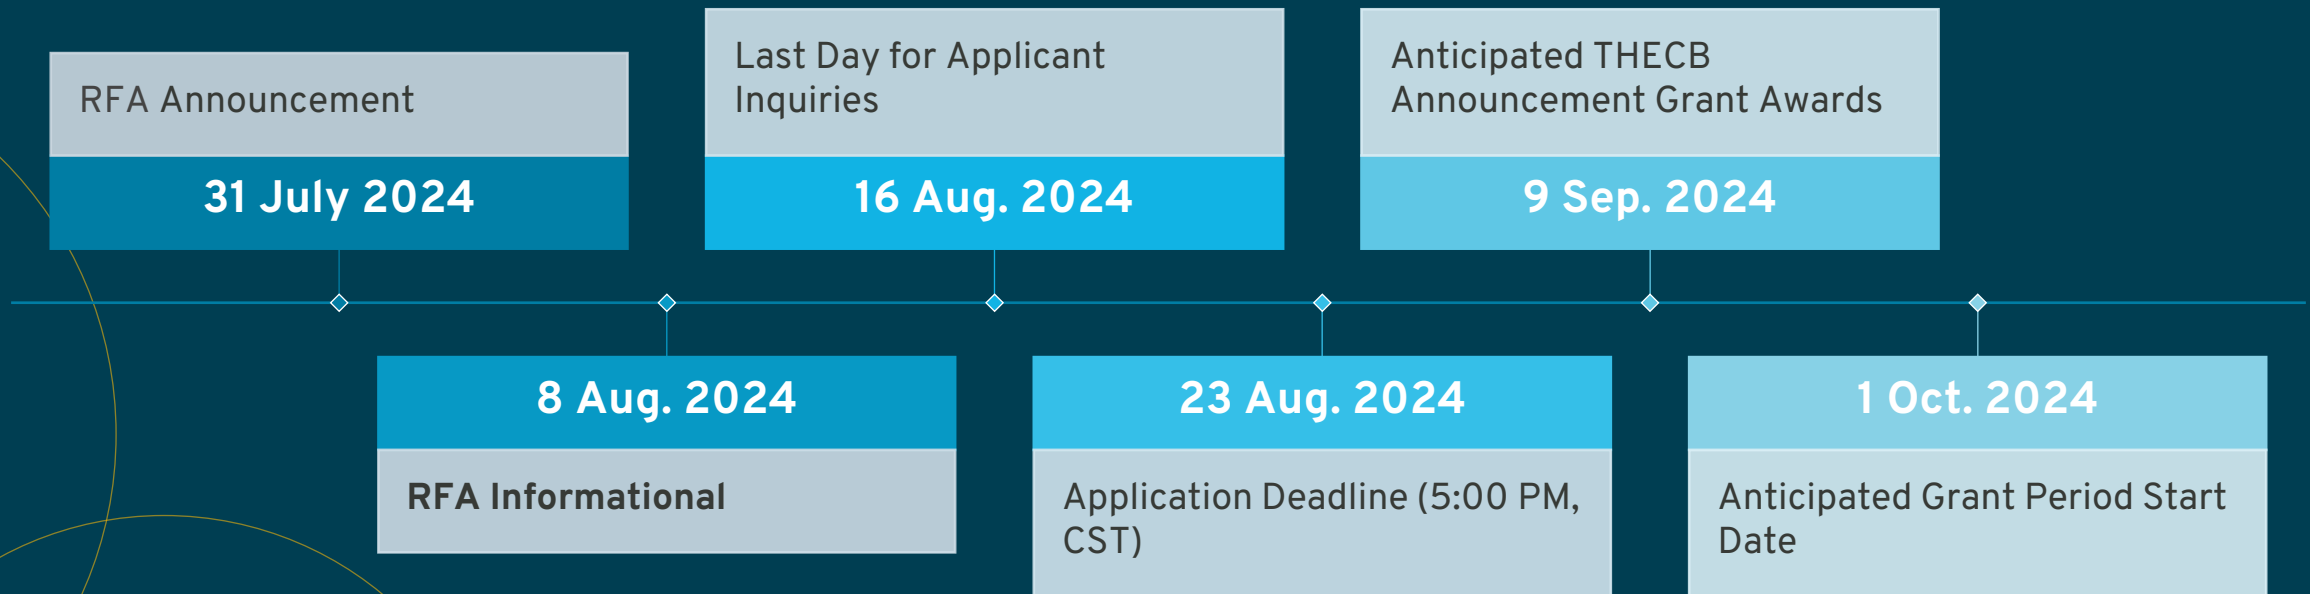 RFA Announcement
31 July 2024
8 Aug. 2024
RFA Informational
Last Day for Applicant
Inquiries
16 Aug. 2024
23 Aug. 2024
Application Deadline (5:00 PM,
CST)
Anticipated THECB
Announcement Grant Awards
9 Sep. 2024
1 Oct. 2024
Anticipated Grant Period Start
Date